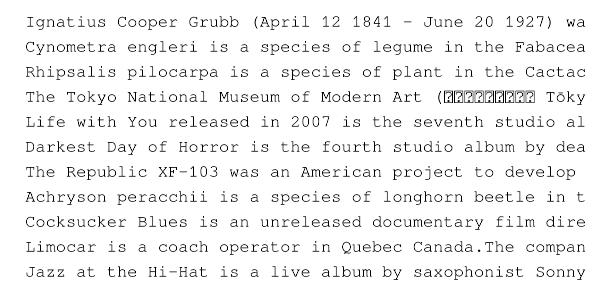 Ignatius Cooper Grubb (April 12 1841 – June 20 1927) wa
Cynometra engleri is a species of legume in the Fabacea
Rhipsalis pilocarpa is a species of plant in the Cactac
The Tokyo National Museum of Modern Art ( Tōky
Life with You released in 2007 is the seventh studio al
Darkest Day of Horror is the fourth studio album by dea
The Republic XF-103 was an American project to develop
Achryson peracchii is a species of longhorn beetle in t
Cocksucker Blues is an unreleased documentary film dire
Limocar is a coach operator in Quebec Canada.The compan
Jazz at the Hi-Hat is a live album by saxophonist Sonny